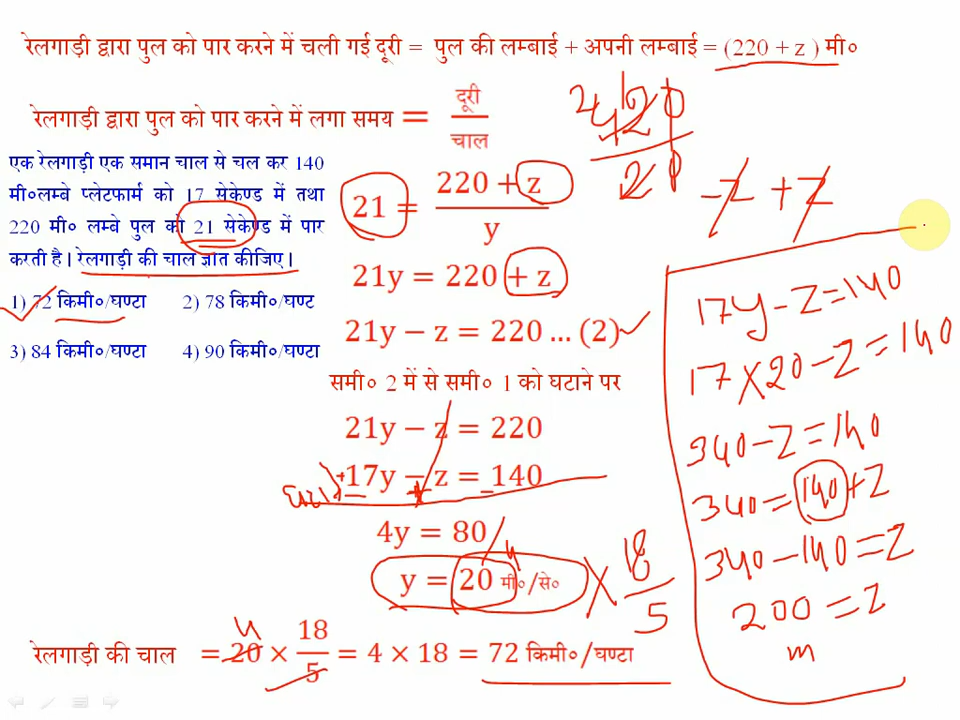 रेलगाड़ी द्वारा पुल को पार करने में चली गई दूरी = पुल की लम्बाई + अपनी लम्बाई = (220 + z ) मी०
रेलगाड़ी द्वारा पुल को पार करने में लगा समय = दूरी / चाल
420
20
एक रेलगाड़ी एक समान चाल से चल कर 140
मी०लम्बे प्लेटफार्म को 17 सेकेण्ड में तथा
220 मी० लम्बे पुल को 21 सेकेण्ड में पार
करती है। रेलगाड़ी की चाल ज्ञात कीजिए।
1) 72 किमी०/घण्टा 2) 78 किमी०/घण्ट
3) 84 किमी०/घण्टा 4) 90 किमी०/घण्टा
21 = 220 + z / y
21y = 220 + z
21y − z = 220 ... (2)
समी० 2 में से समी० 1 को घटाने पर
21y − z = 220
17y − z = 140
4y = 80
y = 20 मी०/से०
× 18 / 5
रेलगाड़ी की चाल = 20 × 18 / 5 = 4 × 18 = 72 किमी०/घण्टा
-z + z
17y - z = 140
17 × 20 - z = 140
340 - z = 140
340 = 140 + z
340 - 140 = z
200 = z
m